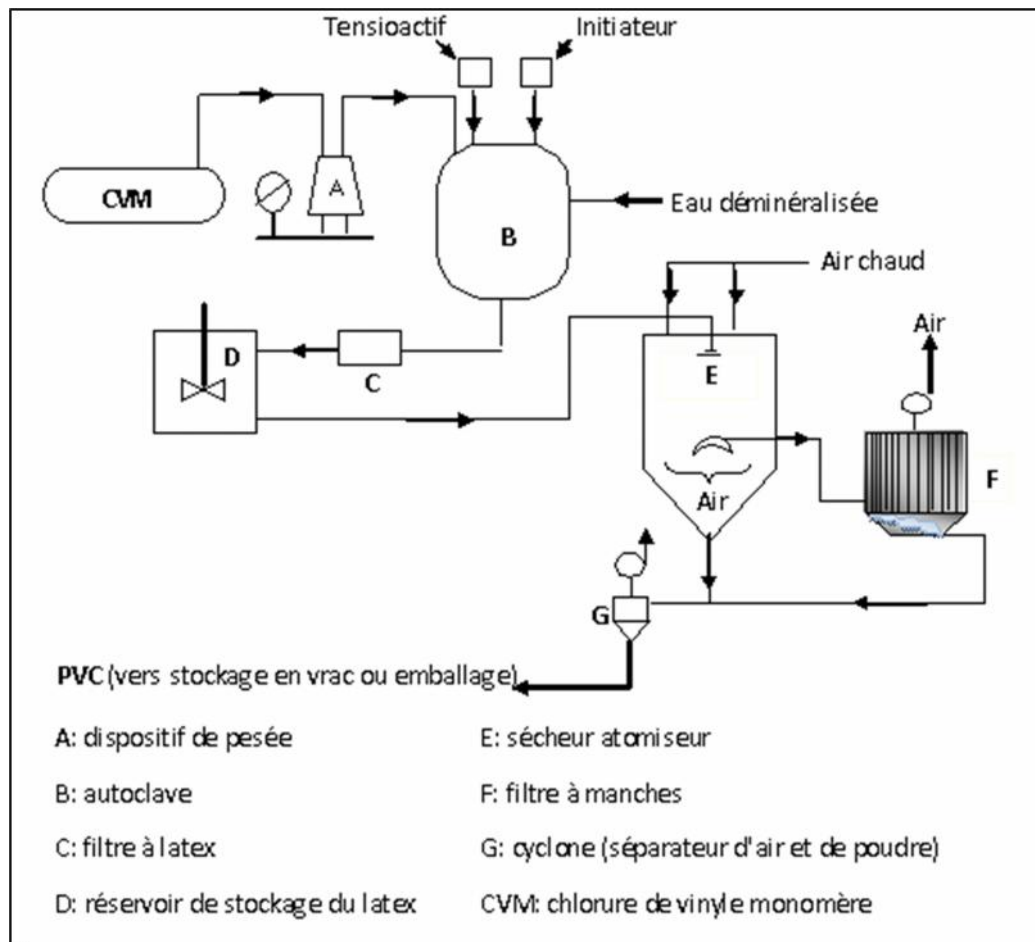 Tensioactif
Initiateur
CVM
A
B
Eau déminéralisée
Air chaud
D
C
E
Air
F
Air
G
PVC (vers stockage en vrac ou emballage)
A: dispositif de pesée
E: sécheur atomiseur
B: autoclave
F: filtre à manches
C: filtre à latex
G: cyclone (séparateur d'air et de poudre)
D: réservoir de stockage du latex
CVM: chlorure de vinyle monomère